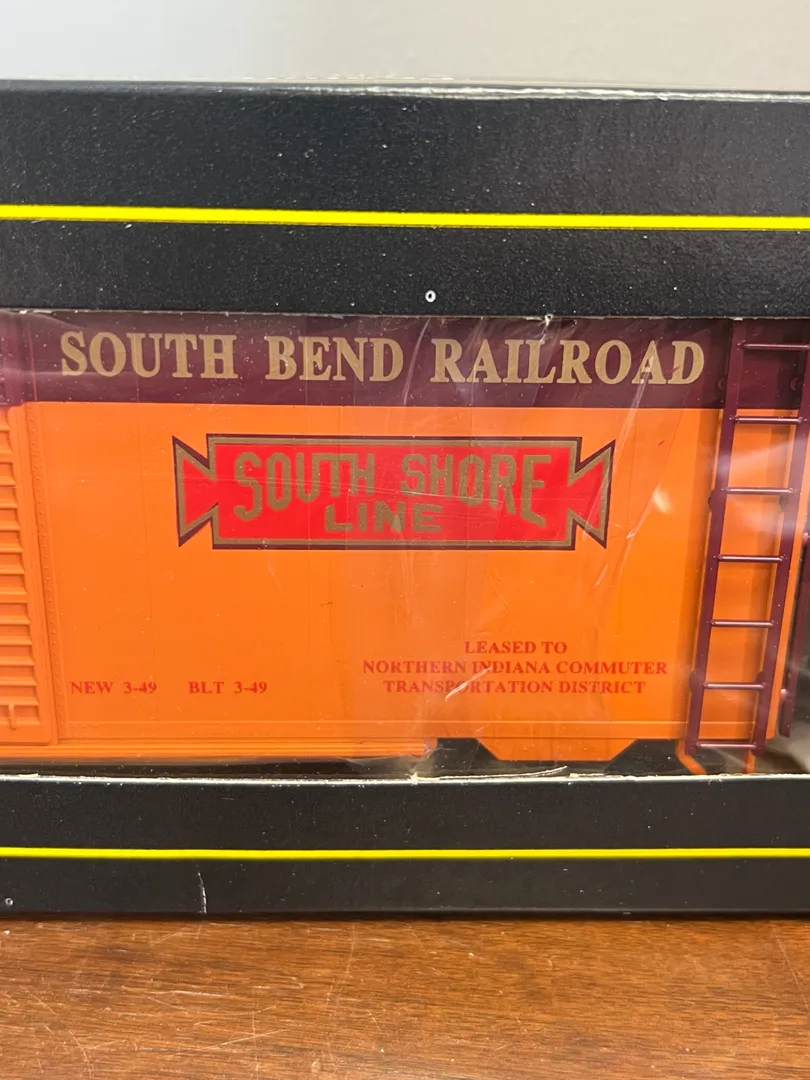 SOUTH BEND RAILROAD
SOUTH SHORE
LINE
LEASED TO
NORTHERN INDIANA COMMUTER
TRANSPORTATION DISTRICT
NEW 3-49 BLT 3-49